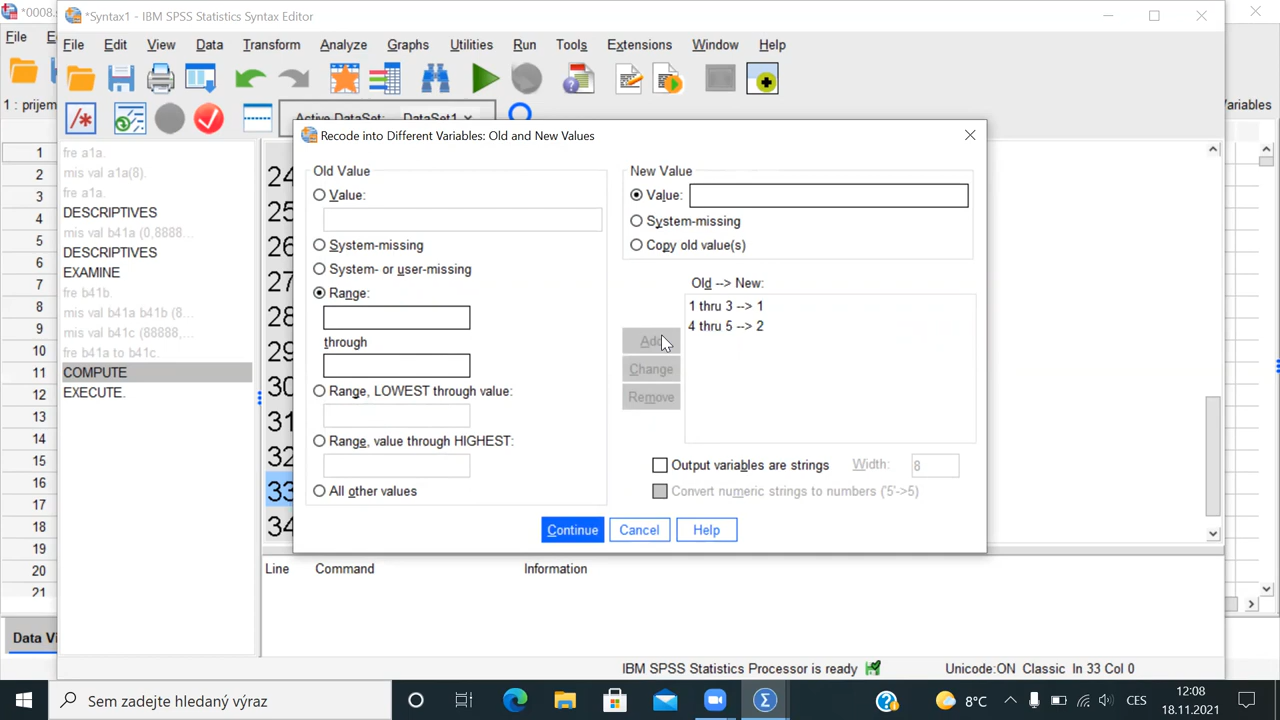 *0008.s
*Syntax1 - IBM SPSS Statistics Syntax Editor
File
File Edit View Data Transform Analyze Graphs Utilities Run Tools Extensions Window Help
1 : prijem
Active DataSet: DataSet1
Variables
Recode into Different Variables: Old and New Values
1
2
3
4
5
6
7
8
9
10
11
12
13
14
15
16
17
18
19
20
21
fre a1a.
mis val a1a(8).
fre a1a.
DESCRIPTIVES
mis val b41a (0,8888...
DESCRIPTIVES
EXAMINE
fre b41b.
mis val b41a b41b (8...
mis val b41c (88888,...
fre b41a to b41c.
COMPUTE
EXECUTE.
24
25
26
27
28
29
30
31
32
33
34
Old Value
Value:
System-missing
System- or user-missing
Range:
through
Range, LOWEST through value:
Range, value through HIGHEST:
All other values
New Value
Value:
System-missing
Copy old value(s)
Old --> New:
1 thru 3 --> 1
4 thru 5 --> 2
Add
Change
Remove
Output variables are strings Width: 8
Convert numeric strings to numbers ('5'->5)
Continue Cancel Help
Line Command Information
Data Vi
IBM SPSS Statistics Processor is ready Unicode:ON Classic In 33 Col 0
Sem zadejte hledaný výraz
8°C
CES
12:08
18.11.2021